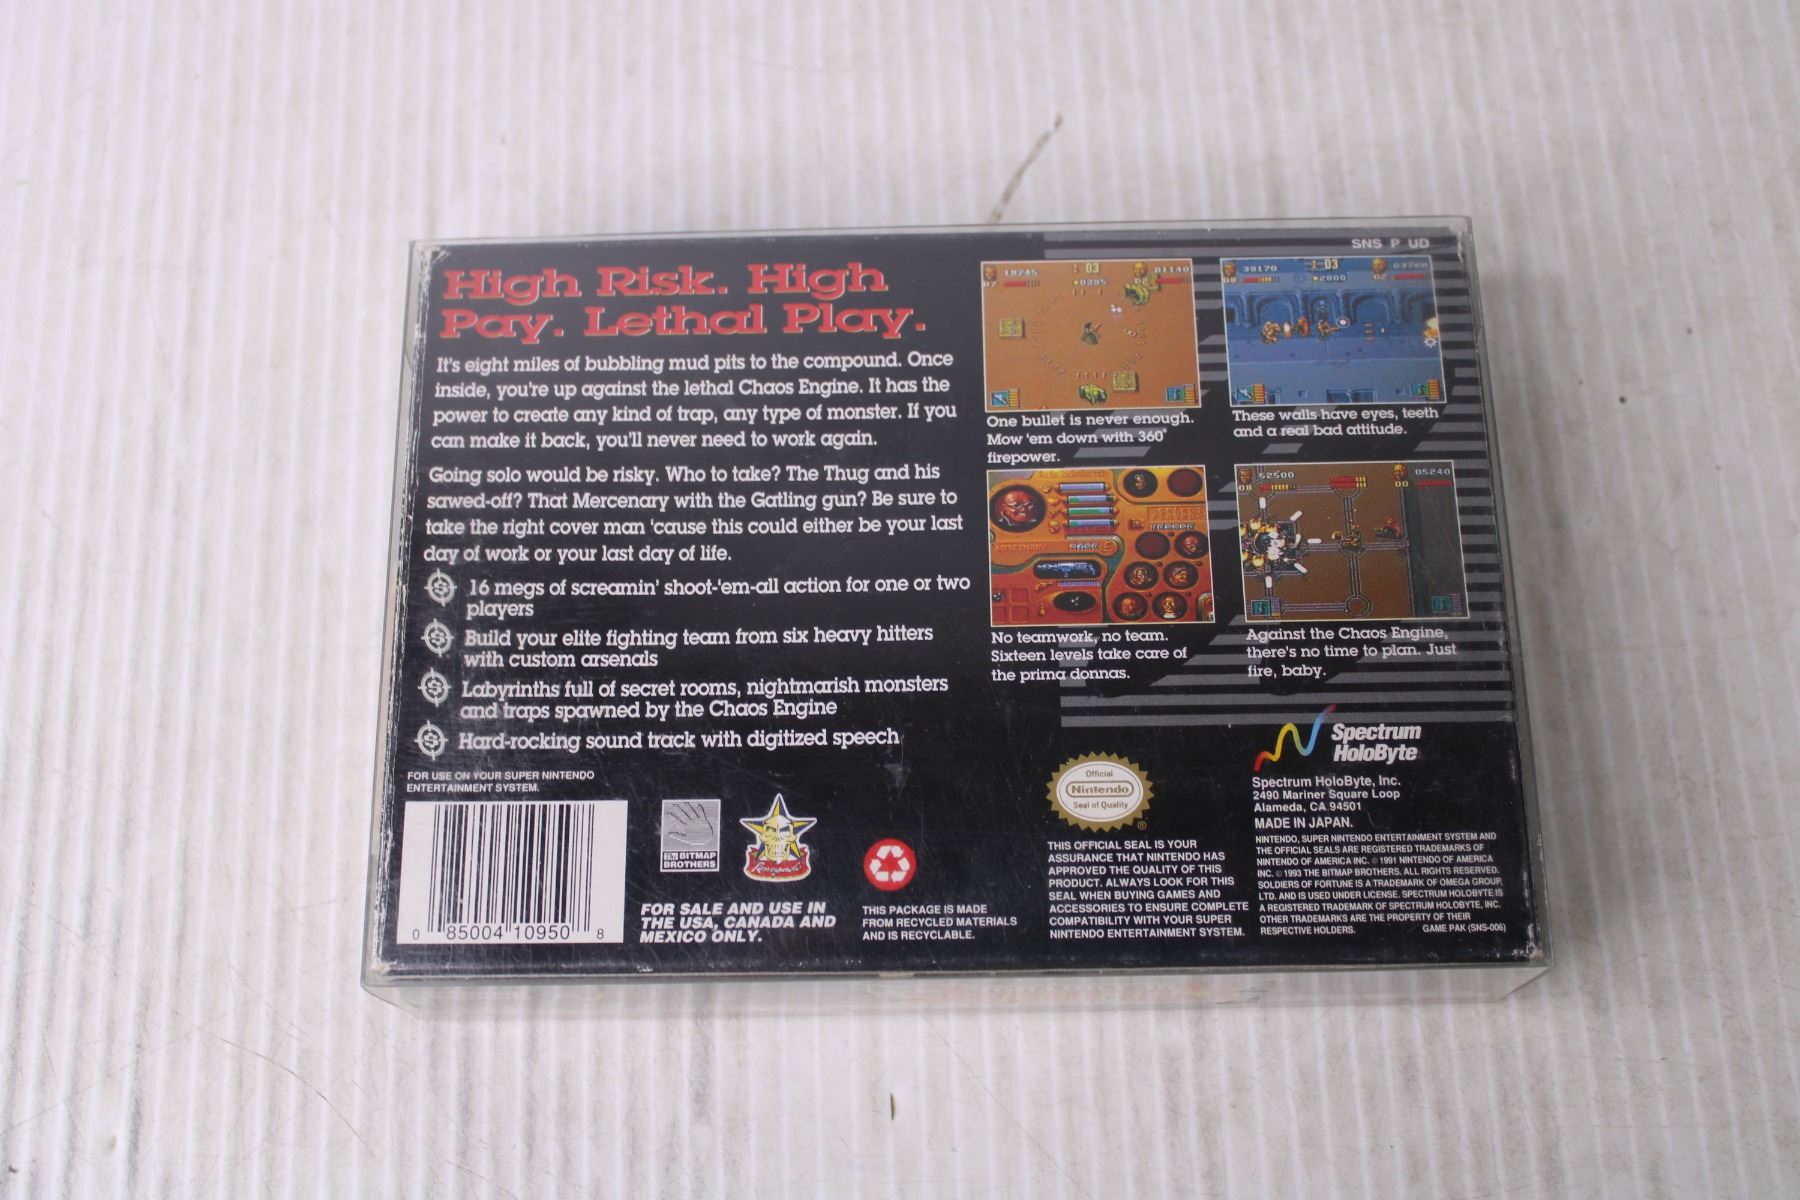 SNS P UD
High Risk. High
Pay. Lethal Play.
It's eight miles of bubbling mud pits to the compound. Once
inside, you're up against the lethal Chaos Engine. It has the
power to create any kind of trap, any type of monster. If you
can make it back, you'll never need to work again.
Going solo would be risky. Who to take? The Thug and his
sawed-off? That Mercenary with the Gatling gun? Be sure to
take the right cover man 'cause this could either be your last
day of work or your last day of life.
16 megs of screamin' shoot-'em-all action for one or two
players
Build your elite fighting team from six heavy hitters
with custom arsenals
Labyrinths full of secret rooms, nightmarish monsters
and traps spawned by the Chaos Engine
Hard-rocking sound track with digitized speech
18745 03 01140
07 0395 02
One bullet is never enough.
Mow 'em down with 360°
firepower.
39170 03
08 2800 02
These walls have eyes, teeth
and a real bad attitude.
MERCENARY
No teamwork, no team.
Sixteen levels take care of
the prima donnas.
52500 05240
08 00
Against the Chaos Engine,
there's no time to plan. Just
fire, baby.
FOR USE ON YOUR SUPER NINTENDO
ENTERTAINMENT SYSTEM.
0 85004 10950 8
The BITMAP
BROTHERS
Renegade
FOR SALE AND USE IN
THE USA, CANADA AND
MEXICO ONLY.
THIS PACKAGE IS MADE
FROM RECYCLED MATERIALS
AND IS RECYCLABLE.
Official
Nintendo
Seal of Quality
®
THIS OFFICIAL SEAL IS YOUR
ASSURANCE THAT NINTENDO HAS
APPROVED THE QUALITY OF THIS
PRODUCT. ALWAYS LOOK FOR THIS
SEAL WHEN BUYING GAMES AND
ACCESSORIES TO ENSURE COMPLETE
COMPATIBILITY WITH YOUR SUPER
NINTENDO ENTERTAINMENT SYSTEM.
Spectrum
HoloByte
Spectrum HoloByte, Inc.
2490 Mariner Square Loop
Alameda, CA 94501
MADE IN JAPAN.
NINTENDO, SUPER NINTENDO ENTERTAINMENT SYSTEM AND
THE OFFICIAL SEALS ARE REGISTERED TRADEMARKS OF
NINTENDO OF AMERICA INC. © 1991 NINTENDO OF AMERICA
INC. © 1993 THE BITMAP BROTHERS. ALL RIGHTS RESERVED.
SOLDIERS OF FORTUNE IS A TRADEMARK OF OMEGA GROUP,
LTD. AND IS USED UNDER LICENSE. SPECTRUM HOLOBYTE IS
A REGISTERED TRADEMARK OF SPECTRUM HOLOBYTE, INC.
OTHER TRADEMARKS ARE THE PROPERTY OF THEIR
RESPECTIVE HOLDERS. GAME PAK (SNS-006)